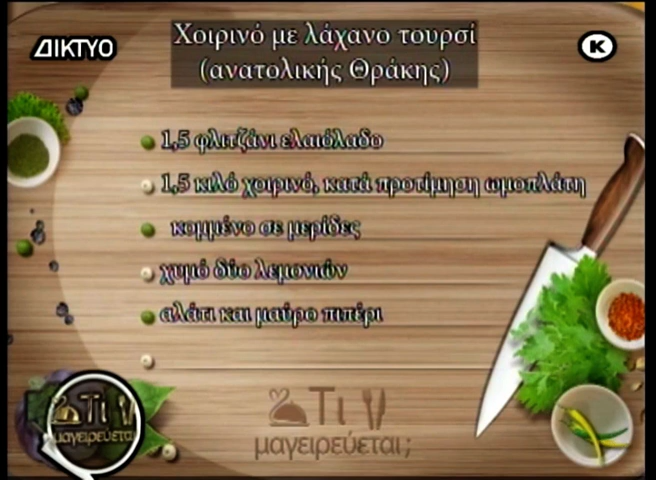 ΔΙΚΤΥΟ
Χοιρινό με λάχανο τουρσί
(ανατολικής Θράκης)
K
1,5 φλιτζάνι ελαιόλαδο
1,5 κιλό χοιρινό, κατά προτίμηση ωμοπλάτη
κομμένο σε μερίδες
χυμό δύο λεμονιών
αλάτι και μαύρο πιπέρι
Τι
μαγειρεύεται;
Τι
μαγειρεύεται